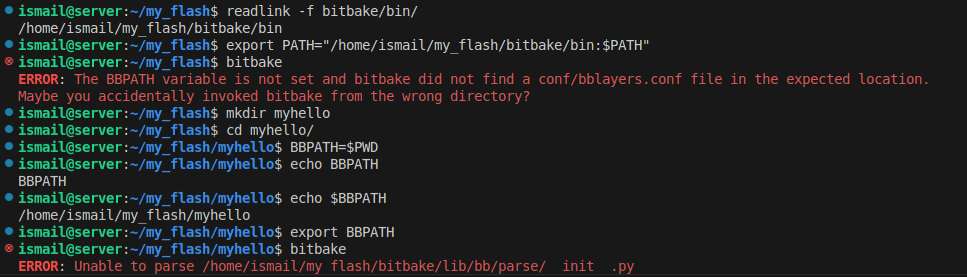 ismail@server:~/my_flash$ readlink -f bitbake/bin/
/home/ismail/my_flash/bitbake/bin
ismail@server:~/my_flash$ export PATH="/home/ismail/my_flash/bitbake/bin:$PATH"
ismail@server:~/my_flash$ bitbake
ERROR: The BBPATH variable is not set and bitbake did not find a conf/bblayers.conf file in the expected location.
Maybe you accidentally invoked bitbake from the wrong directory?
ismail@server:~/my_flash$ mkdir myhello
ismail@server:~/my_flash$ cd myhello/
ismail@server:~/my_flash/myhello$ BBPATH=$PWD
ismail@server:~/my_flash/myhello$ echo BBPATH
BBPATH
ismail@server:~/my_flash/myhello$ echo $BBPATH
/home/ismail/my_flash/myhello
ismail@server:~/my_flash/myhello$ export BBPATH
ismail@server:~/my_flash/myhello$ bitbake
ERROR: Unable to parse /home/ismail/my_flash/bitbake/lib/bb/parse/__init__.py